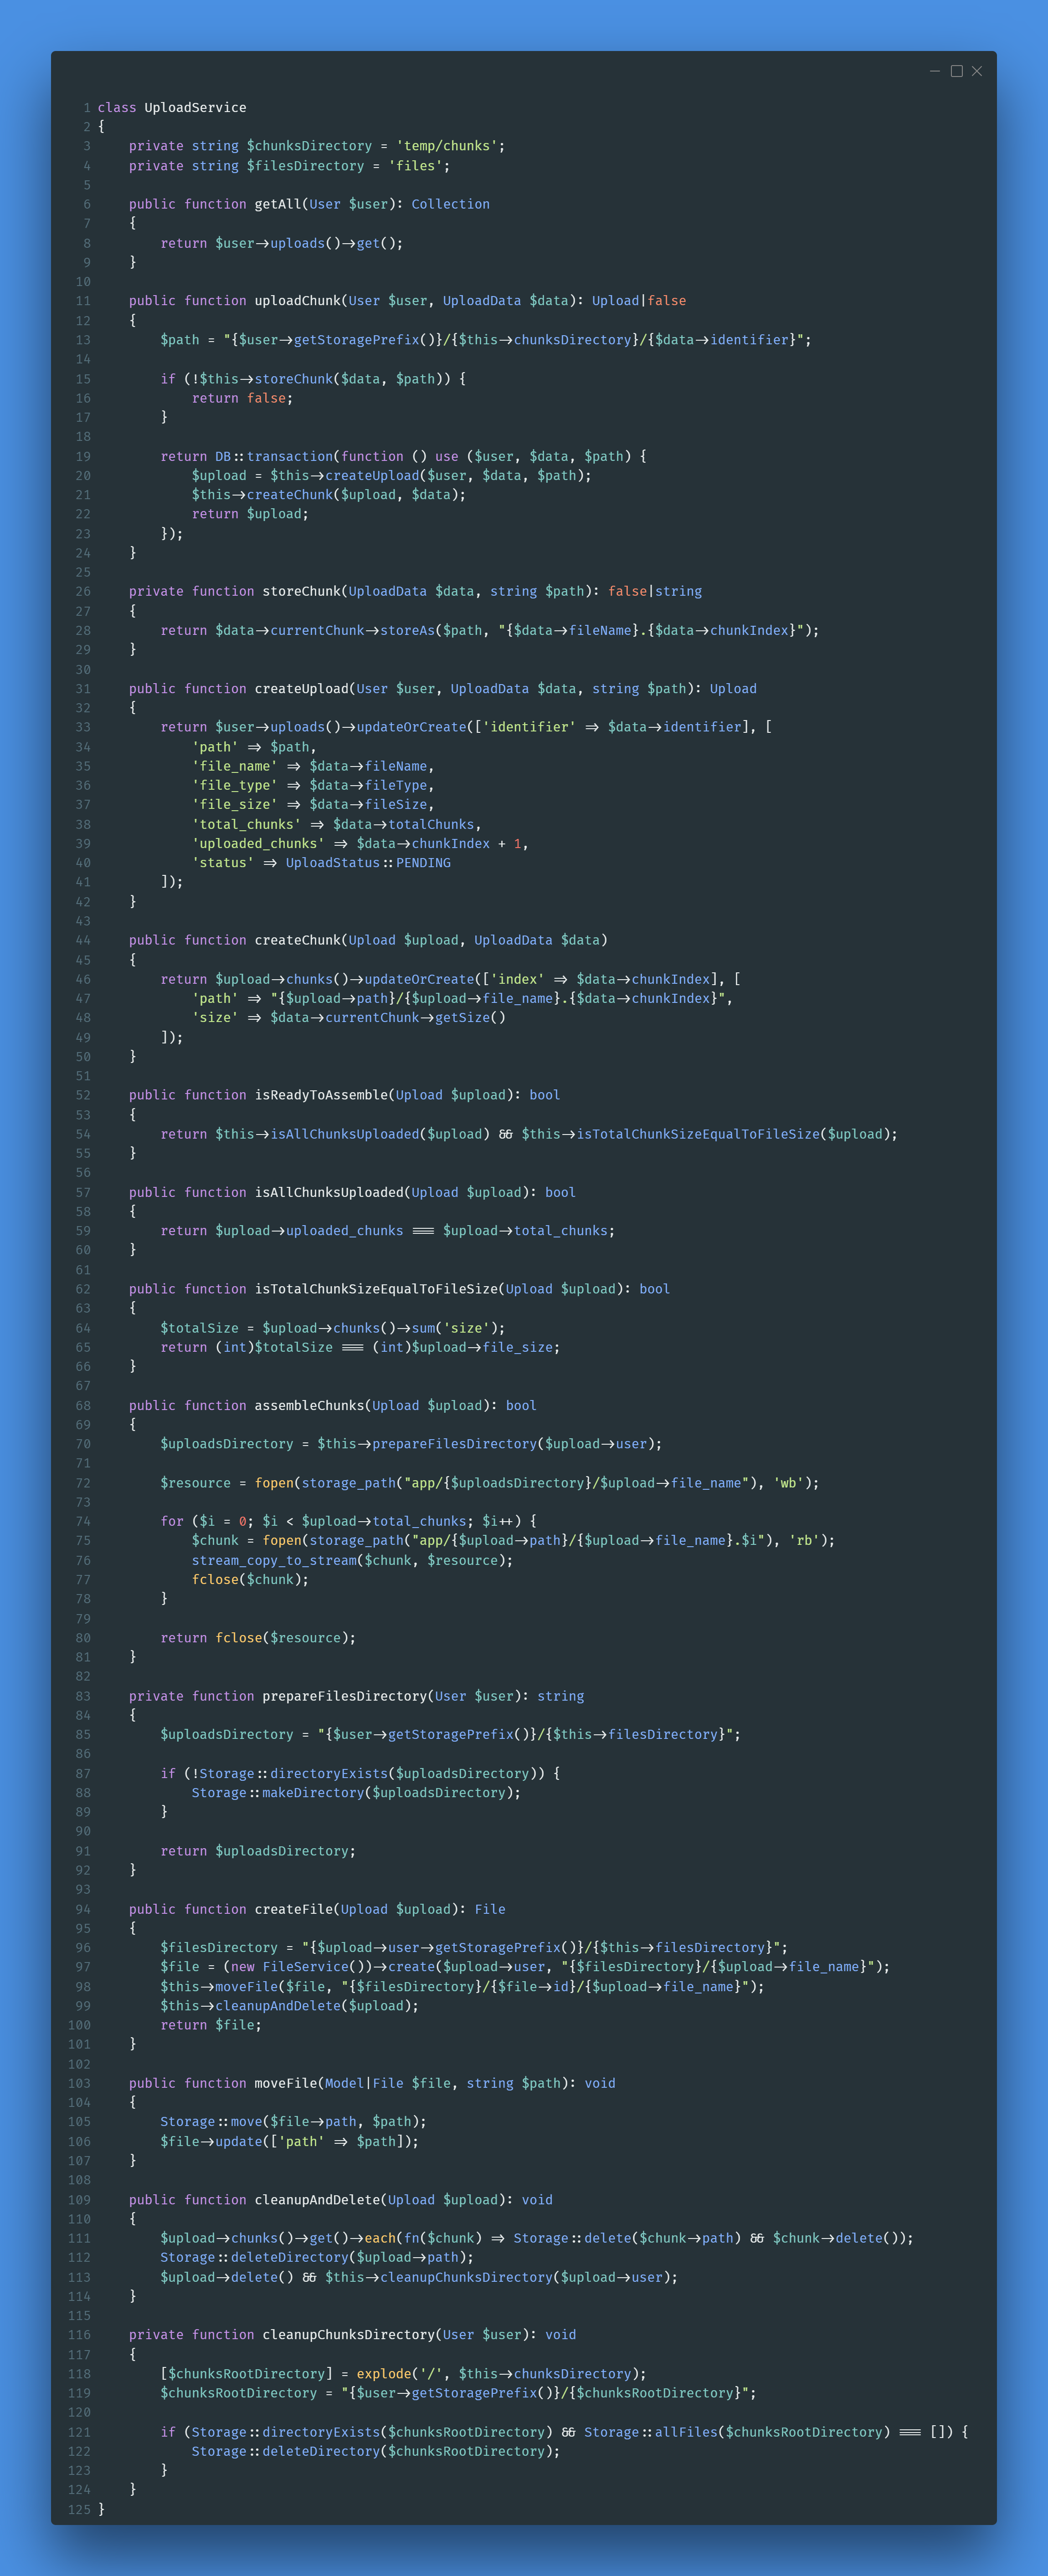 1 class UploadService
2 {
3     private string $chunksDirectory = 'temp/chunks';
4     private string $filesDirectory = 'files';
5
6     public function getAll(User $user): Collection
7     {
8         return $user->uploads()->get();
9     }
10
11     public function uploadChunk(User $user, UploadData $data): Upload|false
12     {
13         $path = "{$user->getStoragePrefix()}/{$this->chunksDirectory}/{$data->identifier}";
14
15         if (!$this->storeChunk($data, $path)) {
16             return false;
17         }
18
19         return DB::transaction(function () use ($user, $data, $path) {
20             $upload = $this->createUpload($user, $data, $path);
21             $this->createChunk($upload, $data);
22             return $upload;
23         });
24     }
25
26     private function storeChunk(UploadData $data, string $path): false|string
27     {
28         return $data->currentChunk->storeAs($path, "{$data->fileName}.{$data->chunkIndex}");
29     }
30
31     public function createUpload(User $user, UploadData $data, string $path): Upload
32     {
33         return $user->uploads()->updateOrCreate(['identifier' => $data->identifier], [
34             'path' => $path,
35             'file_name' => $data->fileName,
36             'file_type' => $data->fileType,
37             'file_size' => $data->fileSize,
38             'total_chunks' => $data->totalChunks,
39             'uploaded_chunks' => $data->chunkIndex + 1,
40             'status' => UploadStatus::PENDING
41         ]);
42     }
43
44     public function createChunk(Upload $upload, UploadData $data)
45     {
46         return $upload->chunks()->updateOrCreate(['index' => $data->chunkIndex], [
47             'path' => "{$upload->path}/{$upload->file_name}.{$data->chunkIndex}",
48             'size' => $data->currentChunk->getSize()
49         ]);
50     }
51
52     public function isReadyToAssemble(Upload $upload): bool
53     {
54         return $this->isAllChunksUploaded($upload) && $this->isTotalChunkSizeEqualToFileSize($upload);
55     }
56
57     public function isAllChunksUploaded(Upload $upload): bool
58     {
59         return $upload->uploaded_chunks === $upload->total_chunks;
60     }
61
62     public function isTotalChunkSizeEqualToFileSize(Upload $upload): bool
63     {
64         $totalSize = $upload->chunks()->sum('size');
65         return (int)$totalSize === (int)$upload->file_size;
66     }
67
68     public function assembleChunks(Upload $upload): bool
69     {
70         $uploadsDirectory = $this->prepareFilesDirectory($upload->user);
71
72         $resource = fopen(storage_path("app/{$uploadsDirectory}/$upload->file_name"), 'wb');
73
74         for ($i = 0; $i < $upload->total_chunks; $i++) {
75             $chunk = fopen(storage_path("app/{$upload->path}/{$upload->file_name}.$i"), 'rb');
76             stream_copy_to_stream($chunk, $resource);
77             fclose($chunk);
78         }
79
80         return fclose($resource);
81     }
82
83     private function prepareFilesDirectory(User $user): string
84     {
85         $uploadsDirectory = "{$user->getStoragePrefix()}/{$this->filesDirectory}";
86
87         if (!Storage::directoryExists($uploadsDirectory)) {
88             Storage::makeDirectory($uploadsDirectory);
89         }
90
91         return $uploadsDirectory;
92     }
93
94     public function createFile(Upload $upload): File
95     {
96         $filesDirectory = "{$upload->user->getStoragePrefix()}/{$this->filesDirectory}";
97         $file = (new FileService())->create($upload->user, "{$filesDirectory}/{$upload->file_name}");
98         $this->moveFile($file, "{$filesDirectory}/{$file->id}/{$upload->file_name}");
99         $this->cleanupAndDelete($upload);
100         return $file;
101     }
102
103     public function moveFile(Model|File $file, string $path): void
104     {
105         Storage::move($file->path, $path);
106         $file->update(['path' => $path]);
107     }
108
109     public function cleanupAndDelete(Upload $upload): void
110     {
111         $upload->chunks()->get()->each(fn($chunk) => Storage::delete($chunk->path) && $chunk->delete());
112         Storage::deleteDirectory($upload->path);
113         $upload->delete() && $this->cleanupChunksDirectory($upload->user);
114     }
115
116     private function cleanupChunksDirectory(User $user): void
117     {
118         [$chunksRootDirectory] = explode('/', $this->chunksDirectory);
119         $chunksRootDirectory = "{$user->getStoragePrefix()}/{$chunksRootDirectory}";
120
121         if (Storage::directoryExists($chunksRootDirectory) && Storage::allFiles($chunksRootDirectory) === []) {
122             Storage::deleteDirectory($chunksRootDirectory);
123         }
124     }
125 }